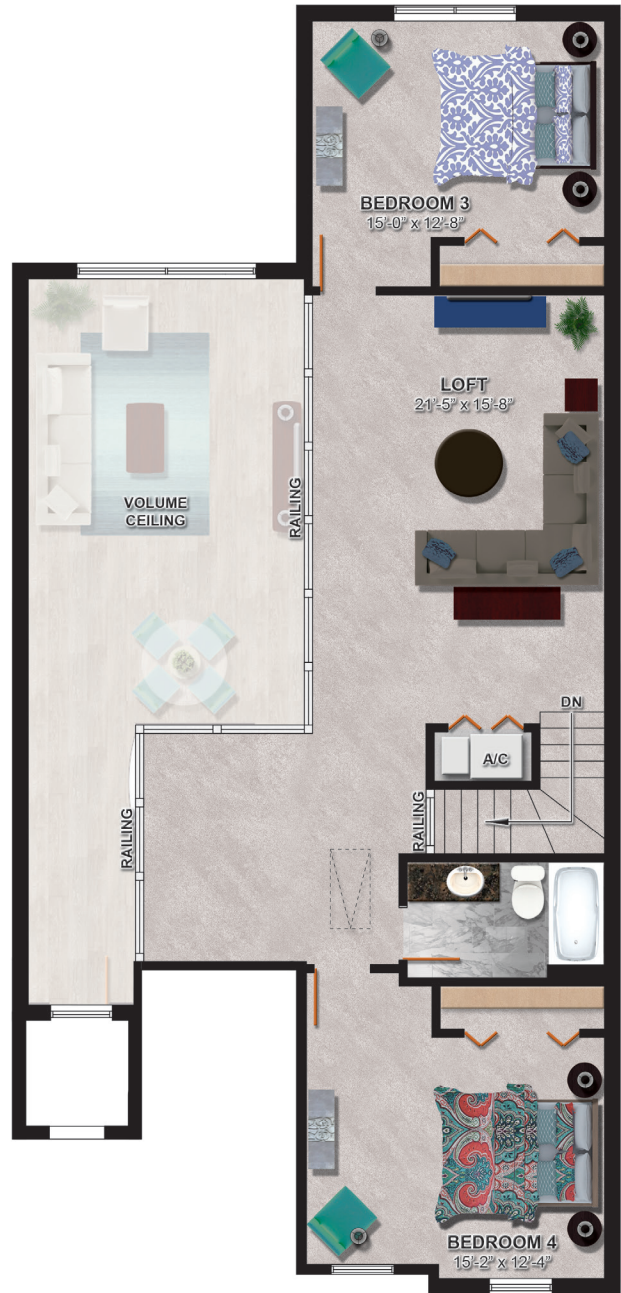 BEDROOM 3
15'-0" x 12'-8"
LOFT
21'-5" x 15'-8"
VOLUME
CEILING
RAILING
DN
A/C
RAILING
RAILING
BEDROOM 4
15'-2" x 12'-4"